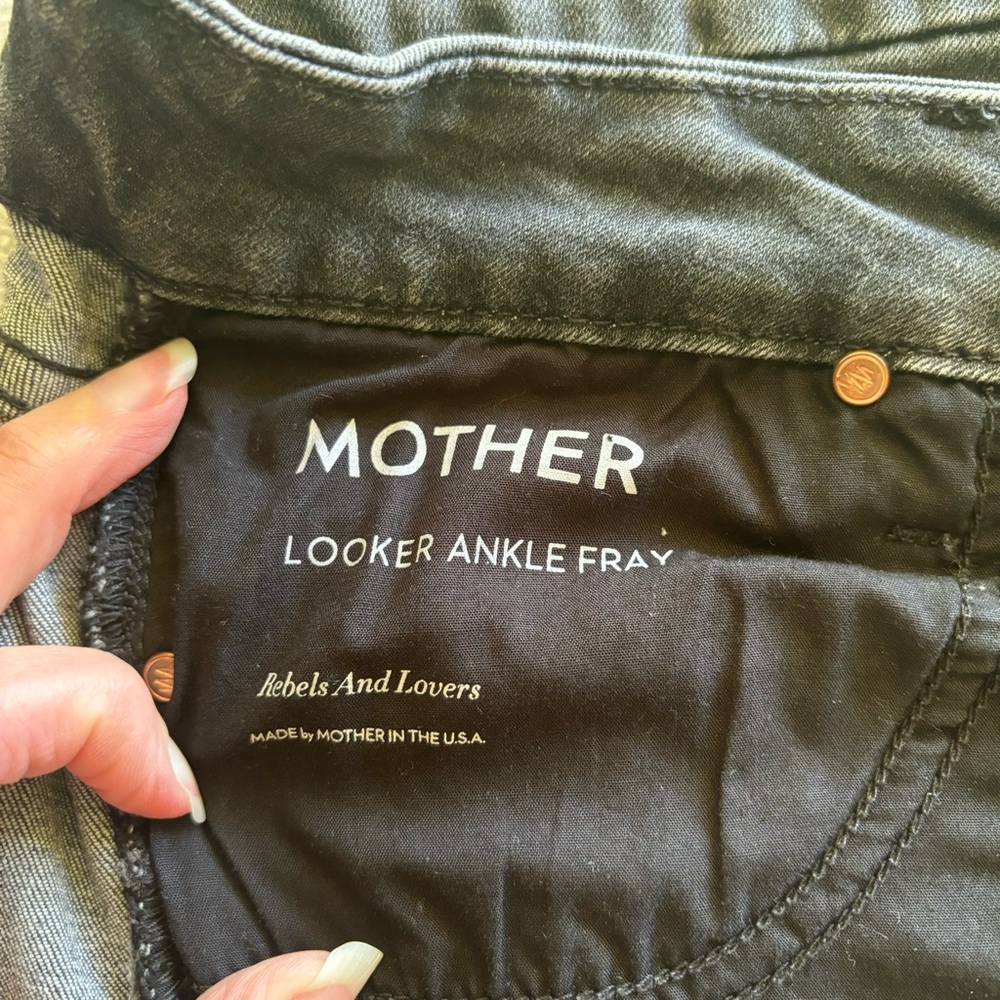 MOTHER
LOOKER ANKLE FRAY
Rebels And Lovers
MADE by MOTHER IN THE U.S.A.